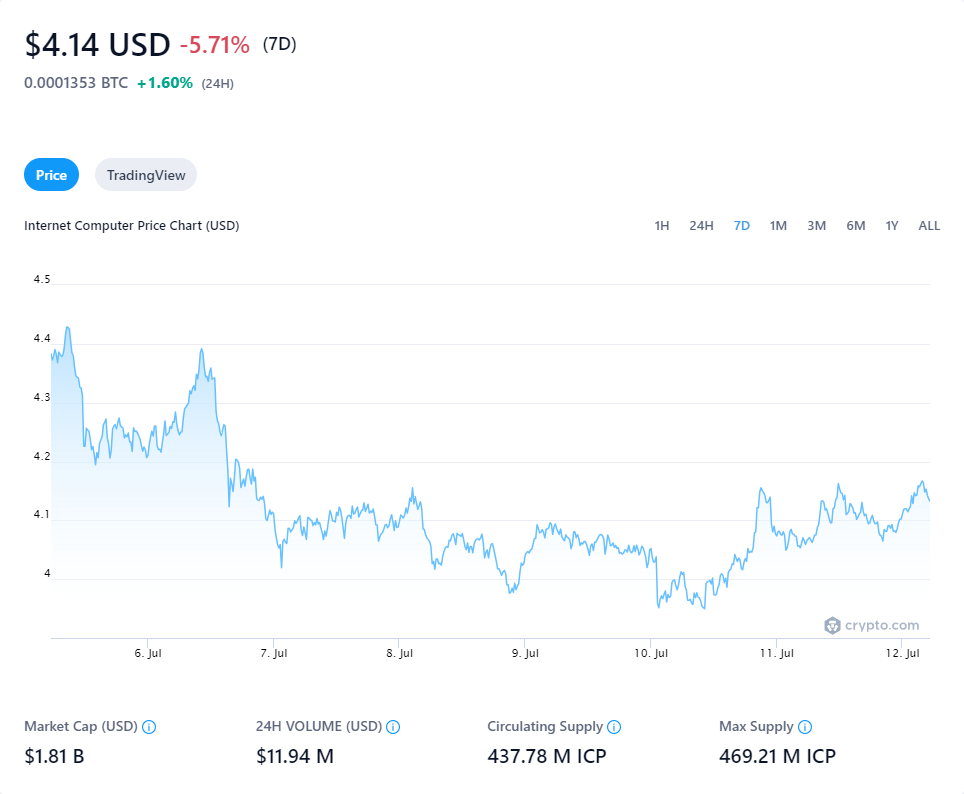 $4.14 USD -5.71% (7D)
0.0001353 BTC +1.60% (24H)
Price TradingView
Internet Computer Price Chart (USD) 1H 24H 7D 1M 3M 6M 1Y ALL
4.5
4.4
4.3
4.2
4.1
4
crypto.com
6. Jul 7. Jul 8. Jul 9. Jul 10. Jul 11. Jul 12. Jul
Market Cap (USD) 24H VOLUME (USD) Circulating Supply Max Supply
$1.81 B $11.94 M 437.78 M ICP 469.21 M ICP